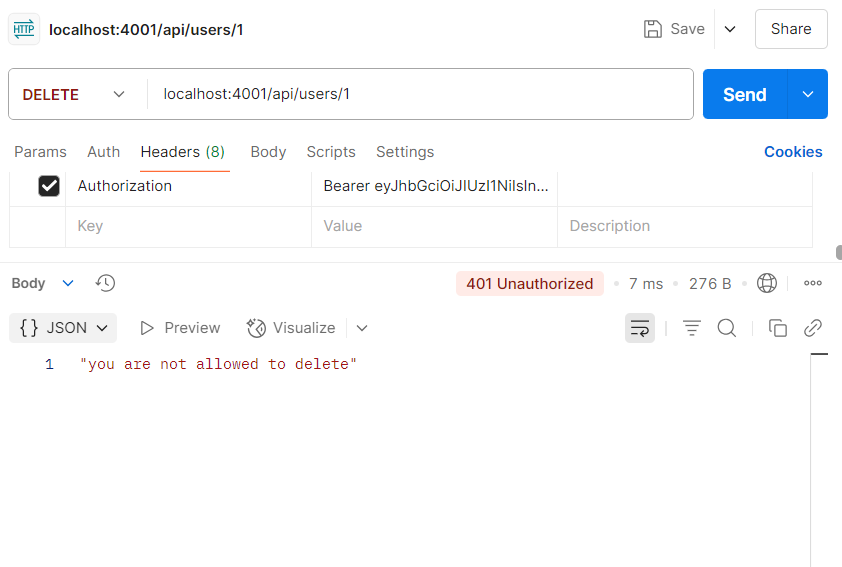 HTTP localhost:4001/api/users/1 Save Share
DELETE localhost:4001/api/users/1 Send
Params Auth Headers (8) Body Scripts Settings Cookies
Authorization Bearer eyJhbGciOiJIUzI1NiIsIn...
Key Value Description
Body 401 Unauthorized • 7 ms • 276 B •
{} JSON Preview Visualize
1 "you are not allowed to delete"